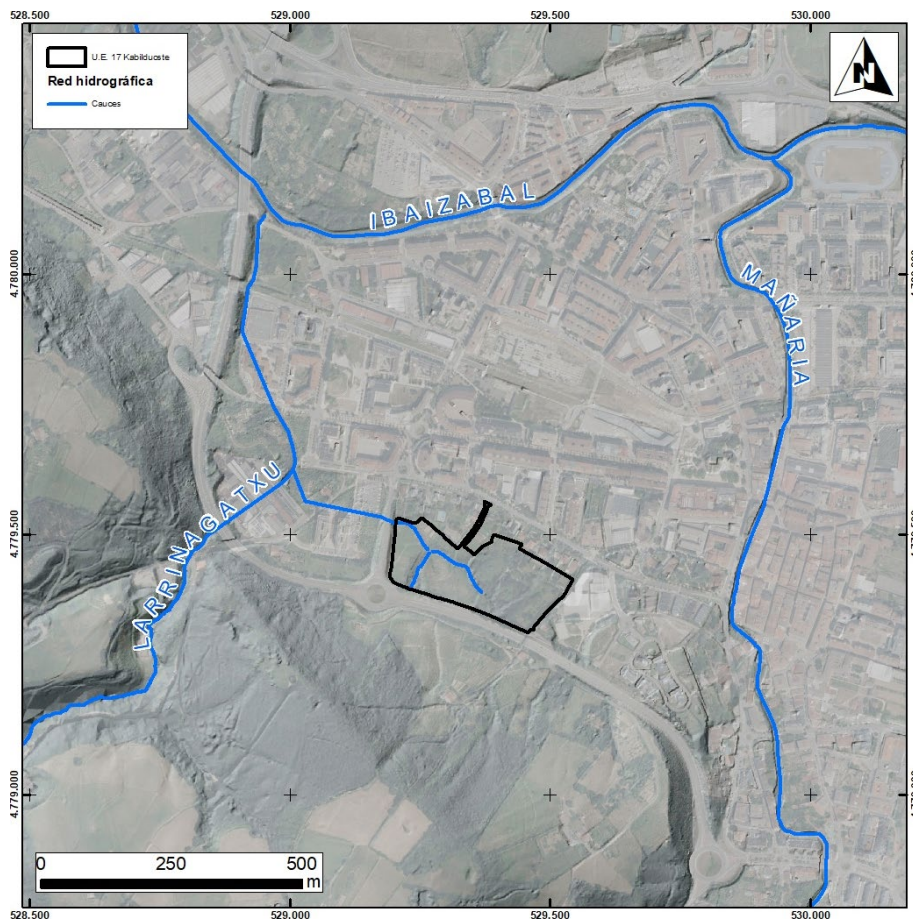 528.500 529.000 529.500 530.000
U.E. 17 Kabilduoste
Red hidrográfica
Cauces
N
IBAIZABAL
4.780.000
MAÑARIA
LARRINAGATXU
4.779.500
4.779.000
0 250 500
m
528.500 529.000 529.500 530.000